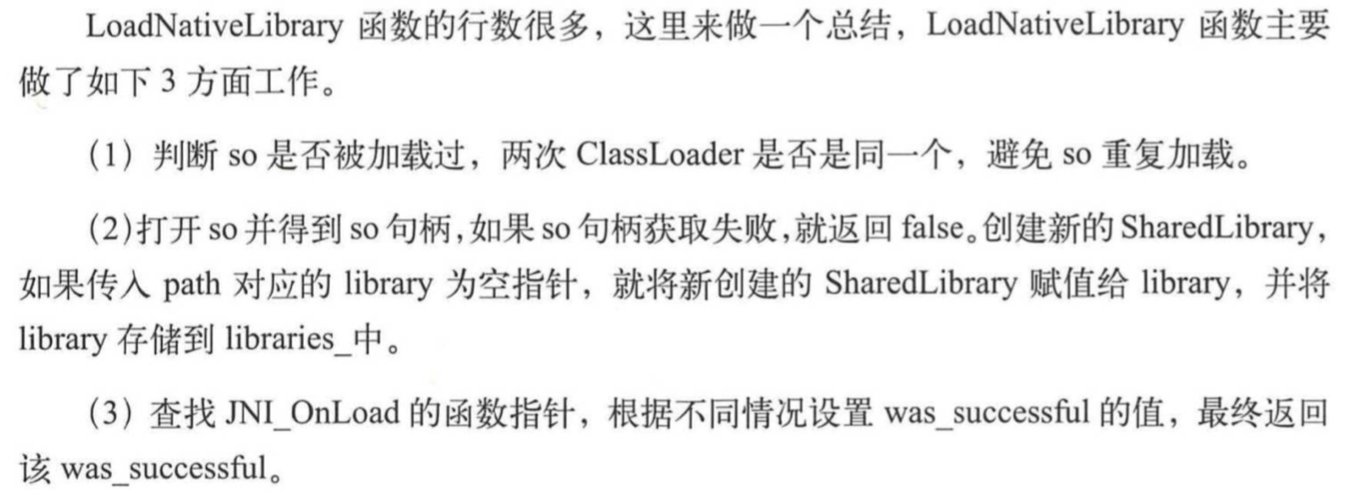 LoadNativeLibrary 函数的行数很多，这里来做一个总结，LoadNativeLibrary 函数主要
做了如下 3 方面工作。
（1）判断 so 是否被加载过，两次 ClassLoader 是否是同一个，避免 so 重复加载。
（2）打开 so 并得到 so 句柄，如果 so 句柄获取失败，就返回 false。创建新的 SharedLibrary，
如果传入 path 对应的 library 为空指针，就将新创建的 SharedLibrary 赋值给 library，并将
library 存储到 libraries_中。
（3）查找 JNI_OnLoad 的函数指针，根据不同情况设置 was_successful 的值，最终返回
该 was_successful。